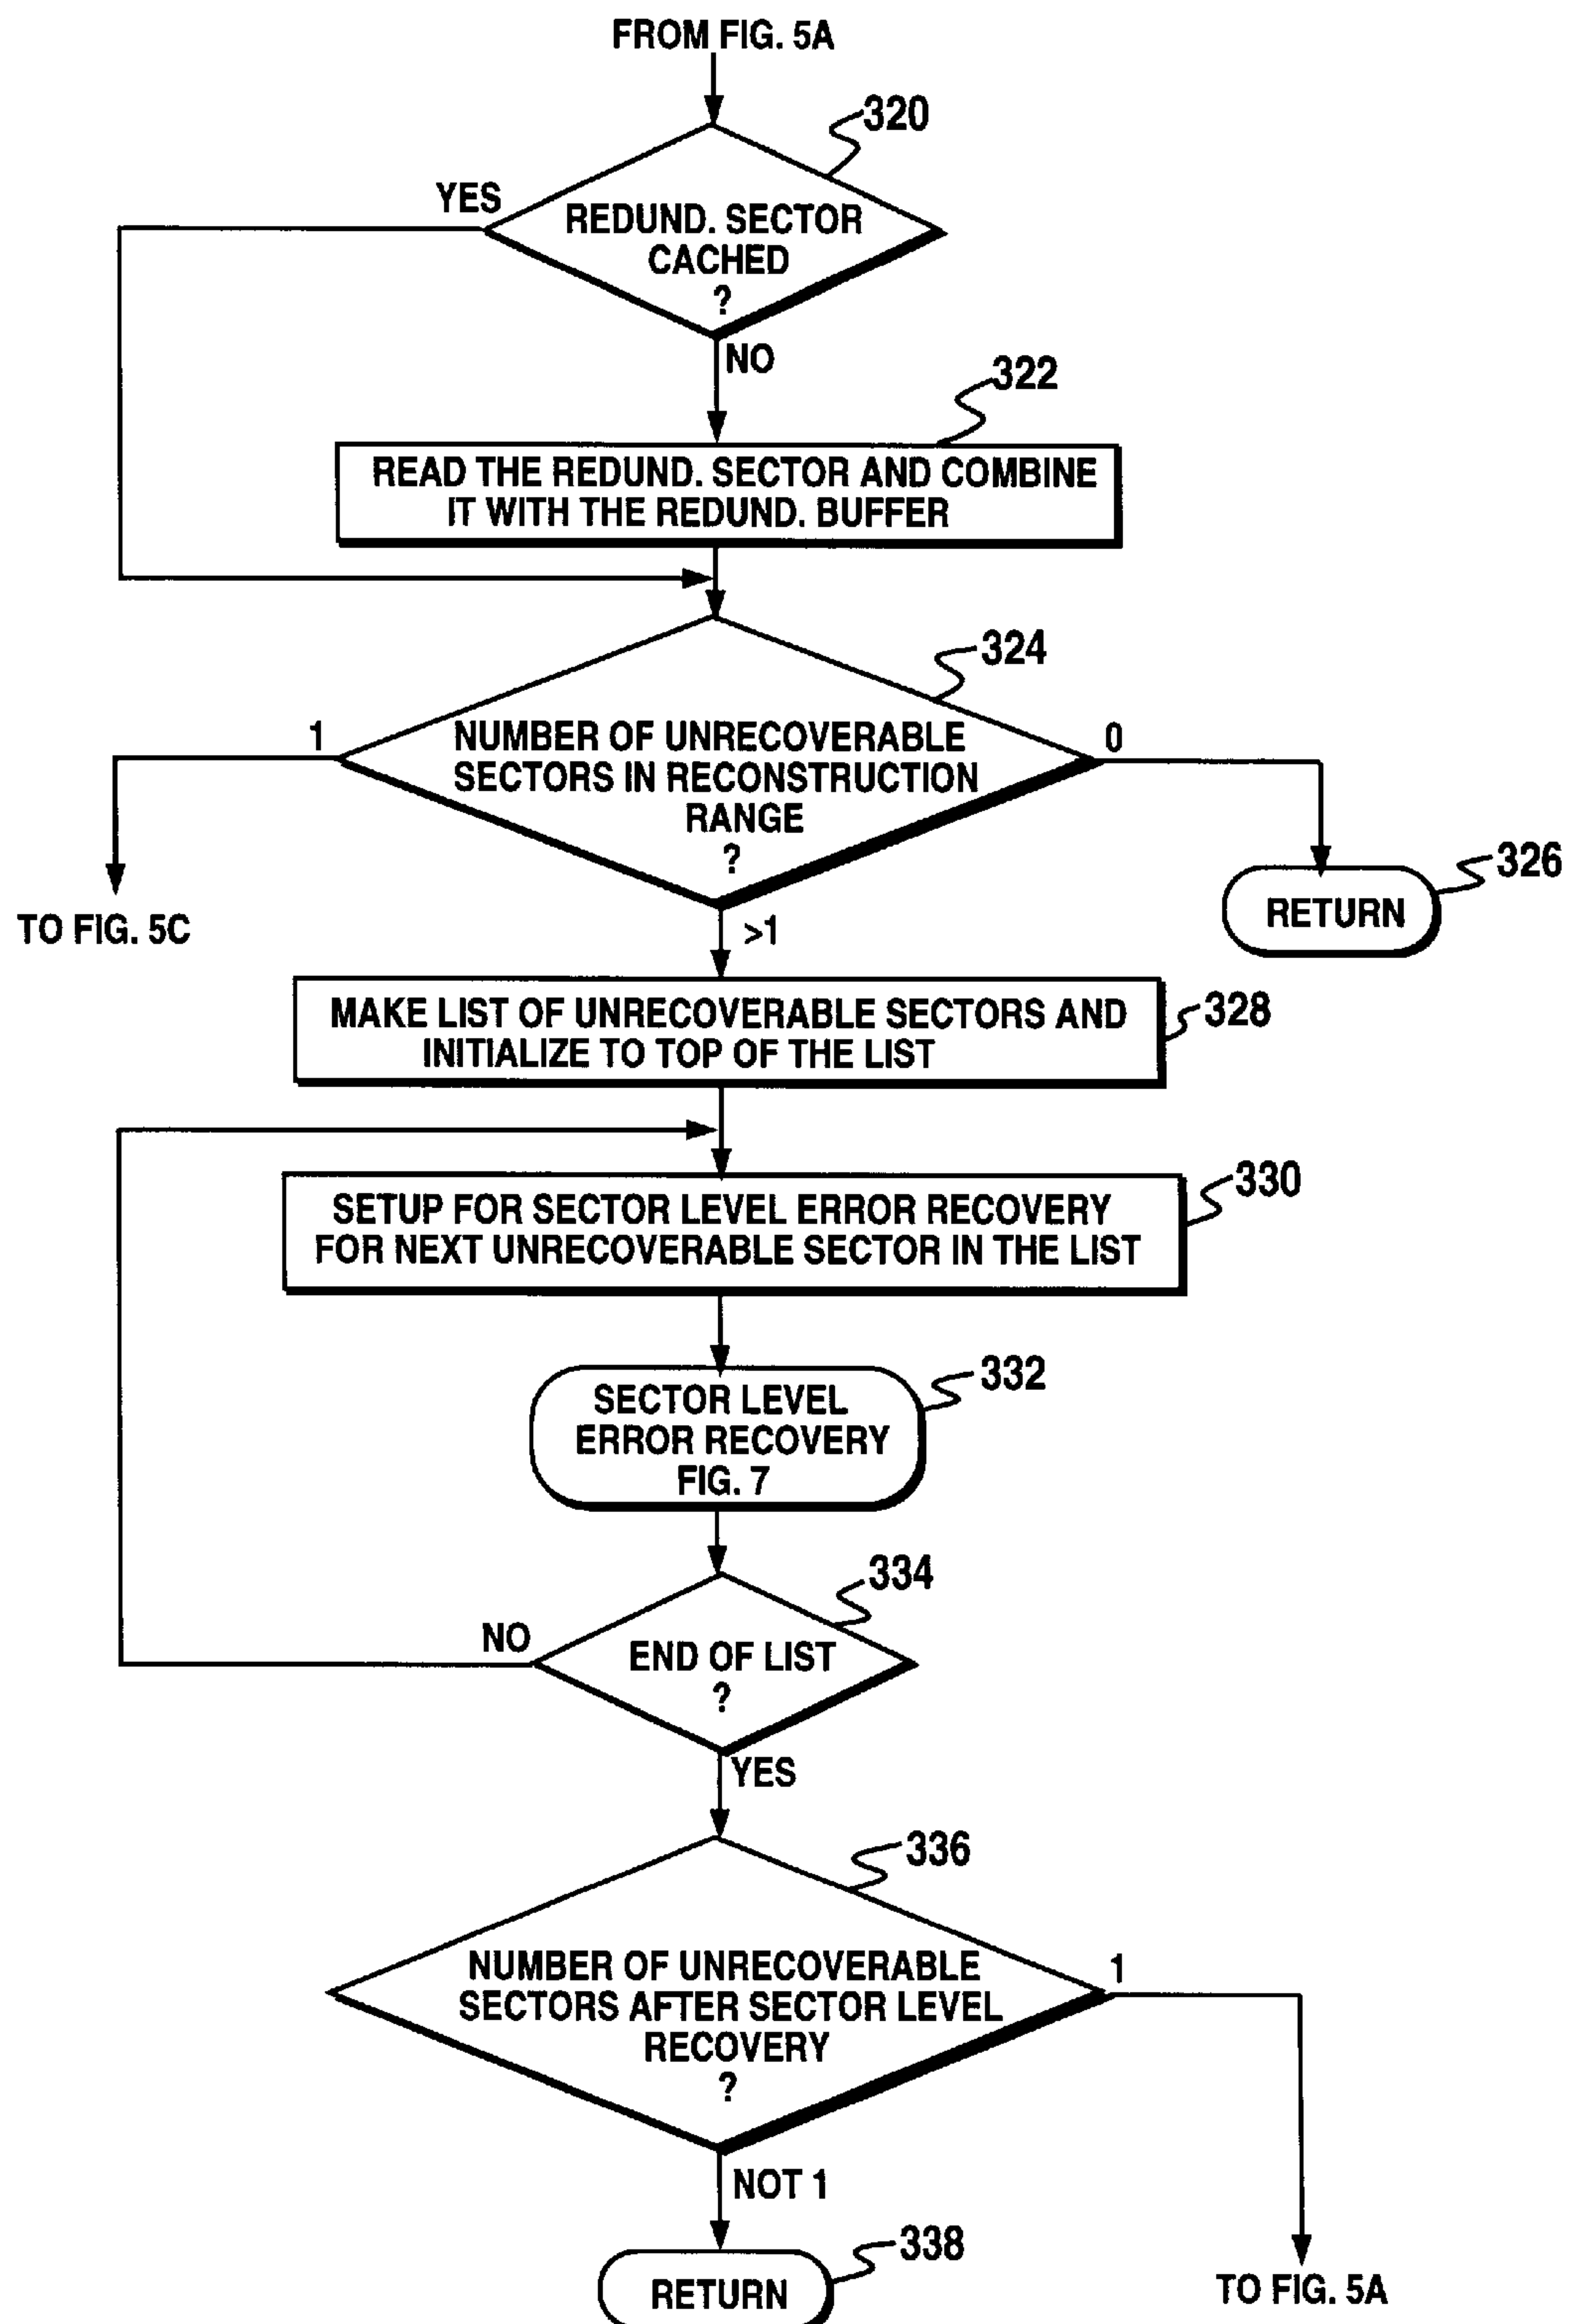 FROM FIG. 5A
320
YES
REDUND. SECTOR
CACHED
?
NO
322
READ THE REDUND. SECTOR AND COMBINE
IT WITH THE REDUND. BUFFER
324
1
NUMBER OF UNRECOVERABLE
SECTORS IN RECONSTRUCTION
RANGE
?
0
326
RETURN
TO FIG. 5C
>1
MAKE LIST OF UNRECOVERABLE SECTORS AND
INITIALIZE TO TOP OF THE LIST
328
330
SETUP FOR SECTOR LEVEL ERROR RECOVERY
FOR NEXT UNRECOVERABLE SECTOR IN THE LIST
332
SECTOR LEVEL
ERROR RECOVERY
FIG. 7
334
NO
END OF LIST
?
YES
336
NUMBER OF UNRECOVERABLE
SECTORS AFTER SECTOR LEVEL
RECOVERY
?
1
NOT 1
338
RETURN
TO FIG. 5A